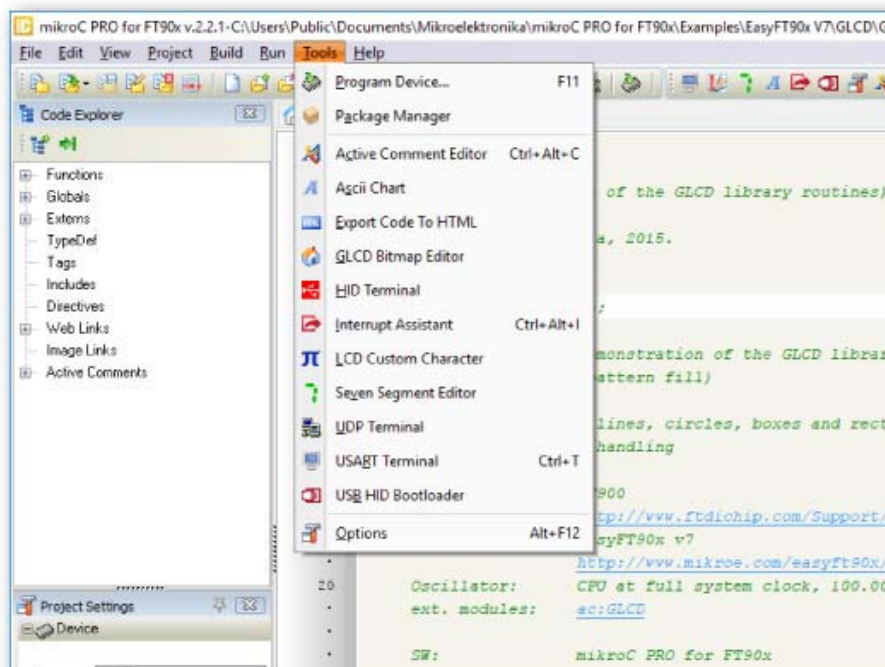 mikroC PRO for FT90x v.2.2.1-C:\Users\Public\Documents\Mikroelektronika\mikroC PRO for FT90x\Examples\EasyFT90x V7\GLCD\
File Edit View Project Build Run Tools Help
Code Explorer
Functions
Globals
Externs
TypeDef
Tags
Includes
Directives
Web Links
Image Links
Active Comments
Program Device... F11
Package Manager
Active Comment Editor Ctrl+Alt+C
Ascii Chart
Export Code To HTML
GLCD Bitmap Editor
HID Terminal
Interrupt Assistant Ctrl+Alt+I
LCD Custom Character
Seven Segment Editor
UDP Terminal
USART Terminal Ctrl+T
USB HID Bootloader
Options Alt+F12
of the GLCD library routines)
a, 2015.
;
monstration of the GLCD librar
attern fill)
lines, circles, boxes and rect
handling
T900
tp://www.ftdichip.com/Support/
syFT90x v7
http://www.mikroe.com/easyft90x/
20 Oscillator: CPU at full system clock, 100.00
ext. modules: ac:GLCD
SW: mikroC PRO for FT90x
Project Settings
Device